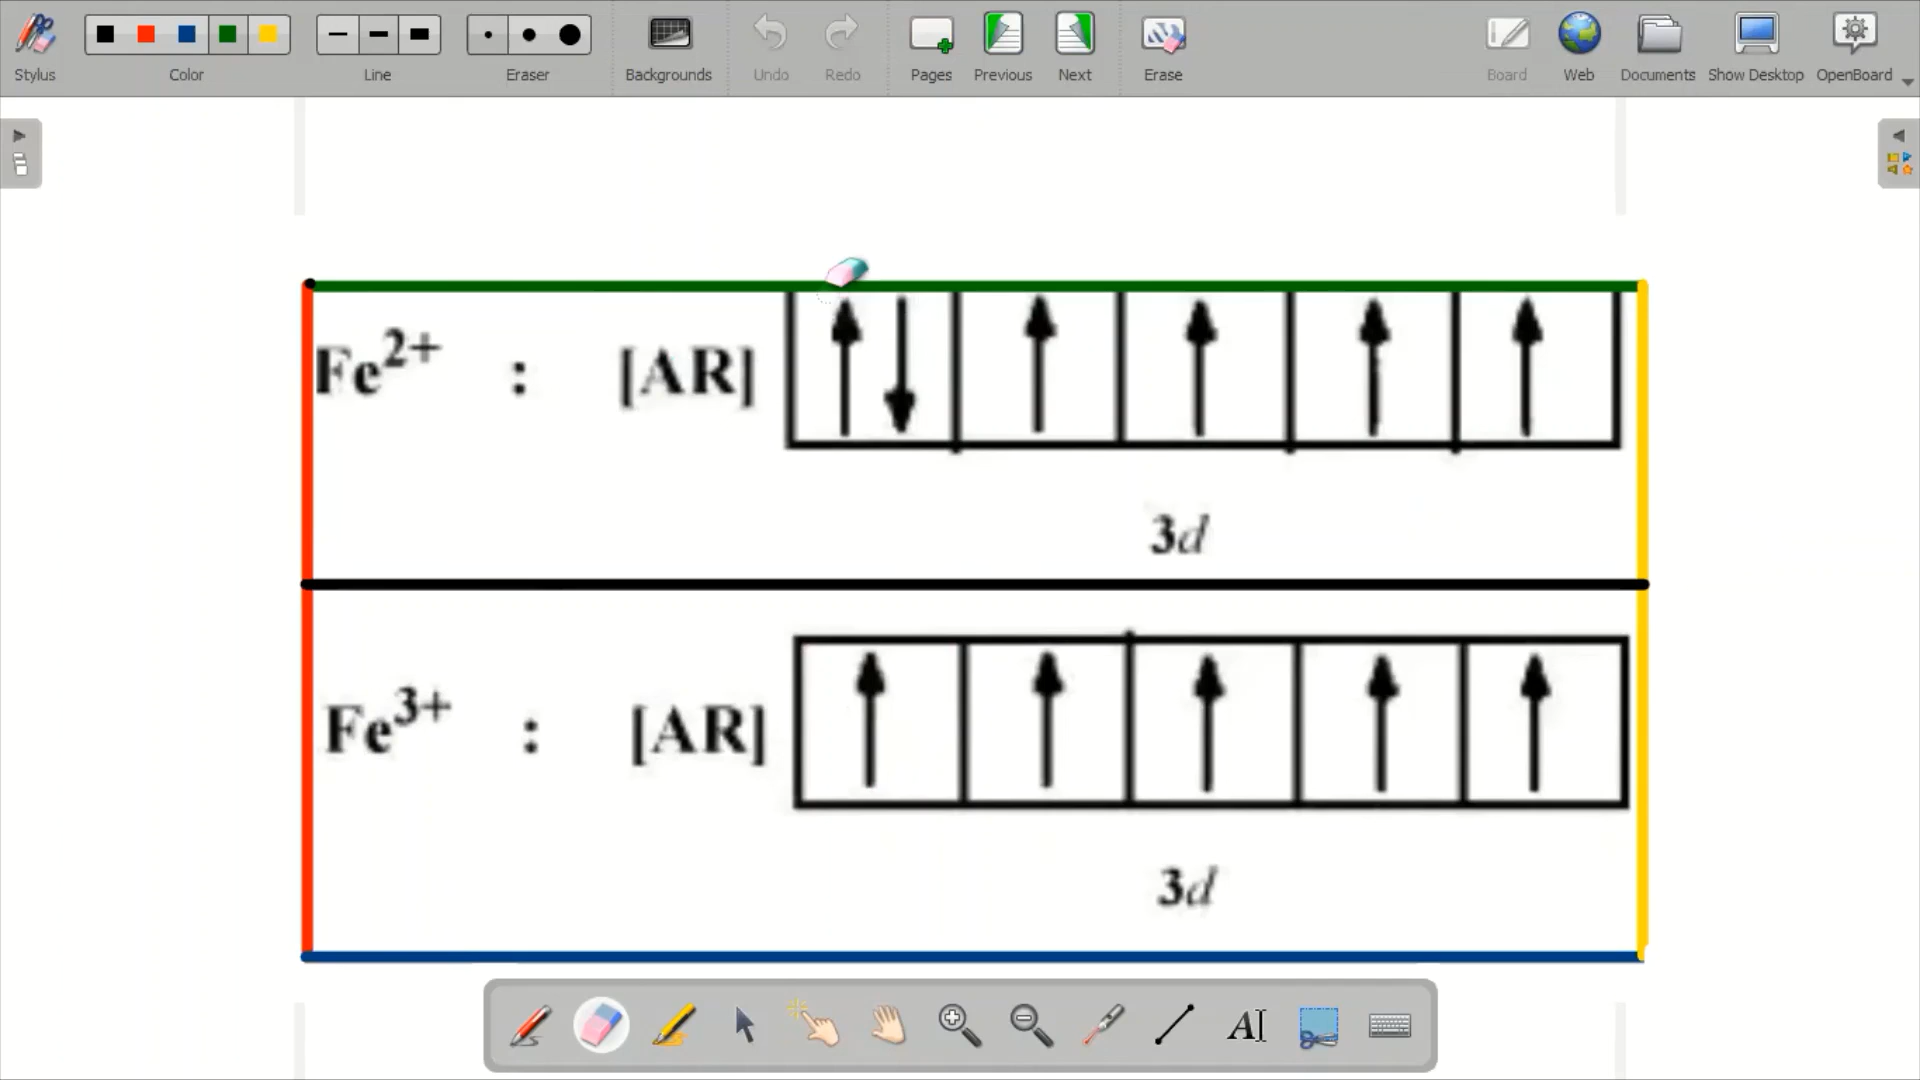 Stylus Color Line Eraser Backgrounds Undo Redo Pages Previous Next Erase Board Web Documents Show Desktop OpenBoard
Fe2+ : [AR]
3d
Fe3+ : [AR]
3d
A